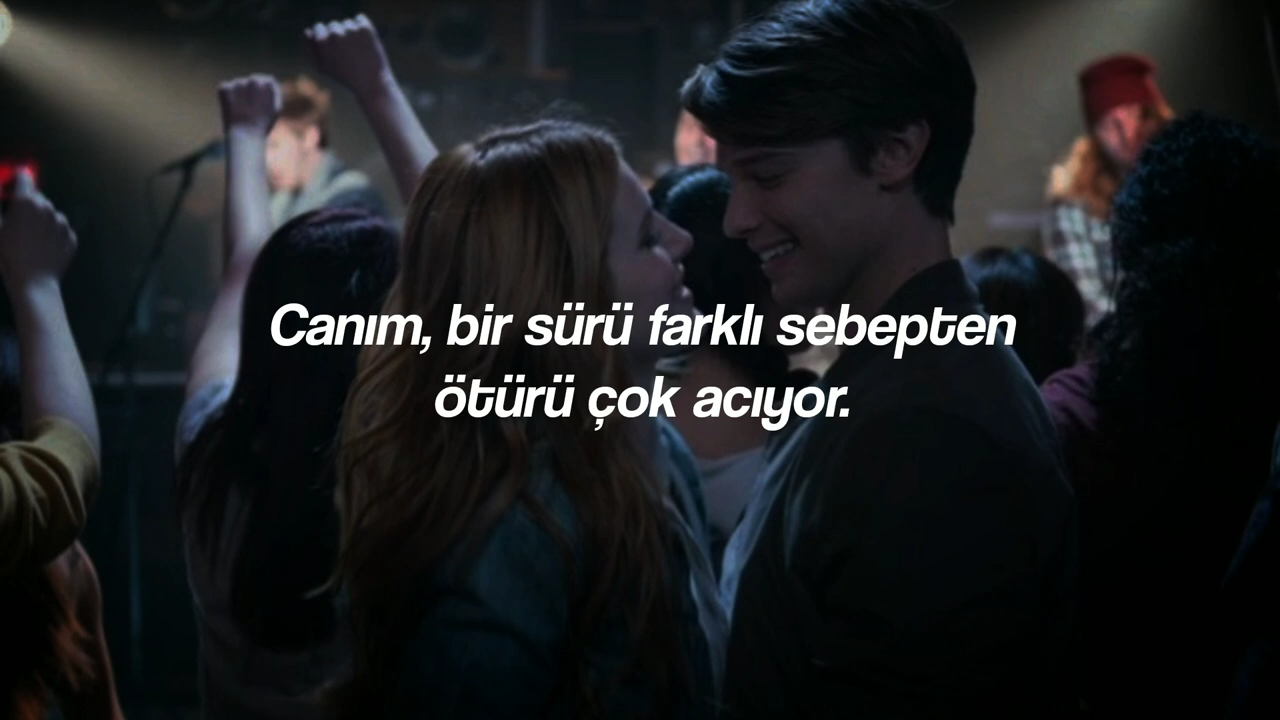 Canım, bir sürü farklı sebepten
ötürü çok acıyor.